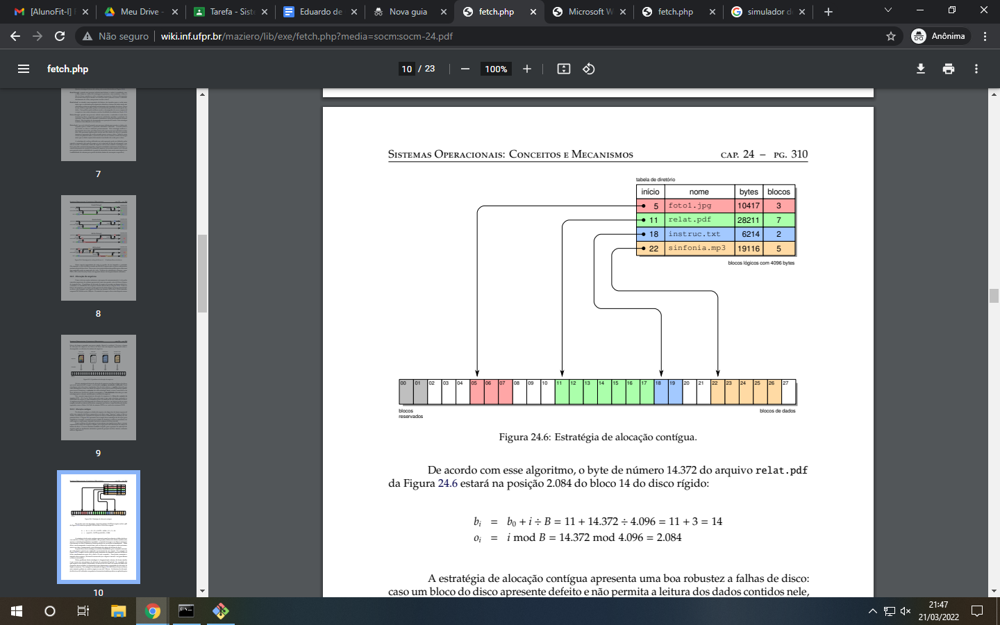 [AlunoFit-I] F
Meu Drive -
Tarefa - Sist
Eduardo de
Nova guia
fetch.php
Microsoft W
fetch.php
simulador d
Não seguro
wiki.inf.ufpr.br/maziero/lib/exe/fetch.php?media=socm:socm-24.pdf
Anônima
fetch.php
10 / 23
100%
7
8
9
10
Sistemas Operacionais: Conceitos e Mecanismos cap. 24 – pg. 310
tabela de diretório
início nome bytes blocos
5 foto1.jpg 10417 3
11 relat.pdf 28211 7
18 instruc.txt 6214 2
22 sinfonia.mp3 19116 5
blocos lógicos com 4096 bytes
00 01 02 03 04 05 06 07 08 09 10 11 12 13 14 15 16 17 18 19 20 21 22 23 24 25 26 27
blocos
reservados
blocos de dados
Figura 24.6: Estratégia de alocação contígua.
De acordo com esse algoritmo, o byte de número 14.372 do arquivo relat.pdf
da Figura 24.6 estará na posição 2.084 do bloco 14 do disco rígido:
bi = b0 + i ÷ B = 11 + 14.372 ÷ 4.096 = 11 + 3 = 14
oi = i mod B = 14.372 mod 4.096 = 2.084
A estratégia de alocação contígua apresenta uma boa robustez a falhas de disco:
caso um bloco do disco apresente defeito e não permita a leitura dos dados contidos nele,
21:47
21/03/2022